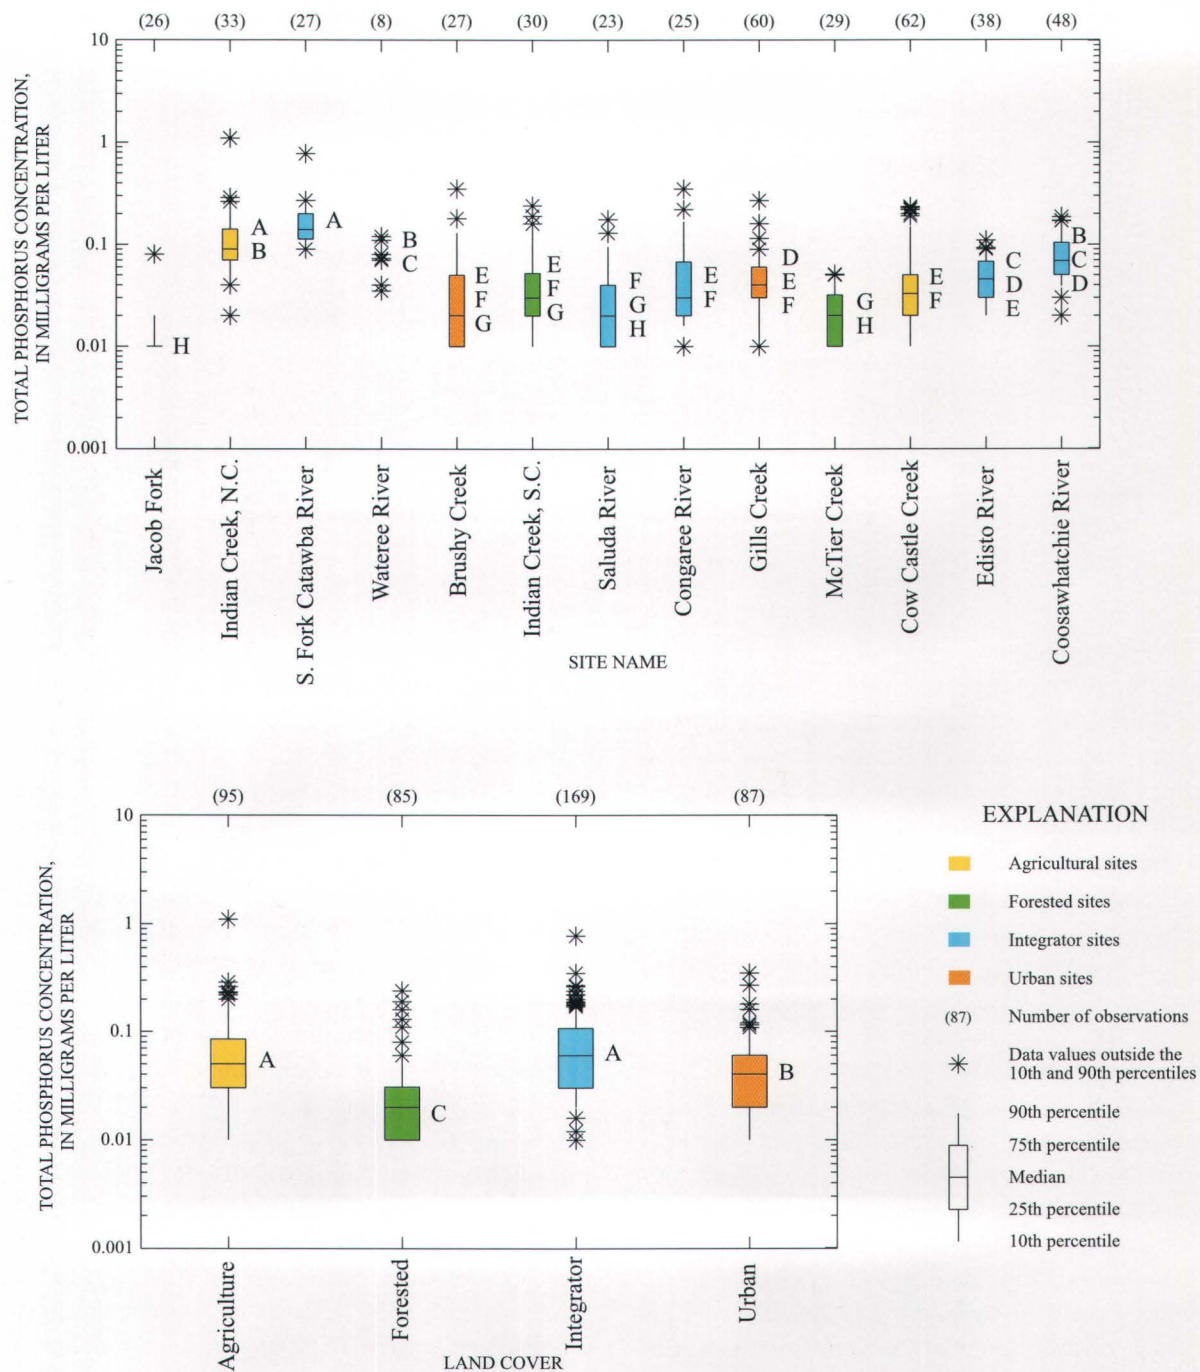 (26) (33) (27) (8) (27) (30) (23) (25) (60) (29) (62) (38) (48)
10
1
0.1
0.01
0.001
TOTAL PHOSPHORUS CONCENTRATION,
IN MILLIGRAMS PER LITER
H
A
B
A
B
C
E
F
G
E
F
G
F
G
H
E
F
D
E
F
G
H
E
F
C
D
E
B
C
D
Jacob Fork
Indian Creek, N.C.
S. Fork Catawba River
Wateree River
Brushy Creek
Indian Creek, S.C.
Saluda River
Congaree River
Gills Creek
McTier Creek
Cow Castle Creek
Edisto River
Coosawhatchie River
SITE NAME
(95) (85) (169) (87)
10
1
0.1
0.01
0.001
TOTAL PHOSPHORUS CONCENTRATION,
IN MILLIGRAMS PER LITER
A
C
A
B
Agriculture
Forested
Integrator
Urban
LAND COVER
EXPLANATION
Agricultural sites
Forested sites
Integrator sites
Urban sites
(87) Number of observations
Data values outside the
10th and 90th percentiles
90th percentile
75th percentile
Median
25th percentile
10th percentile